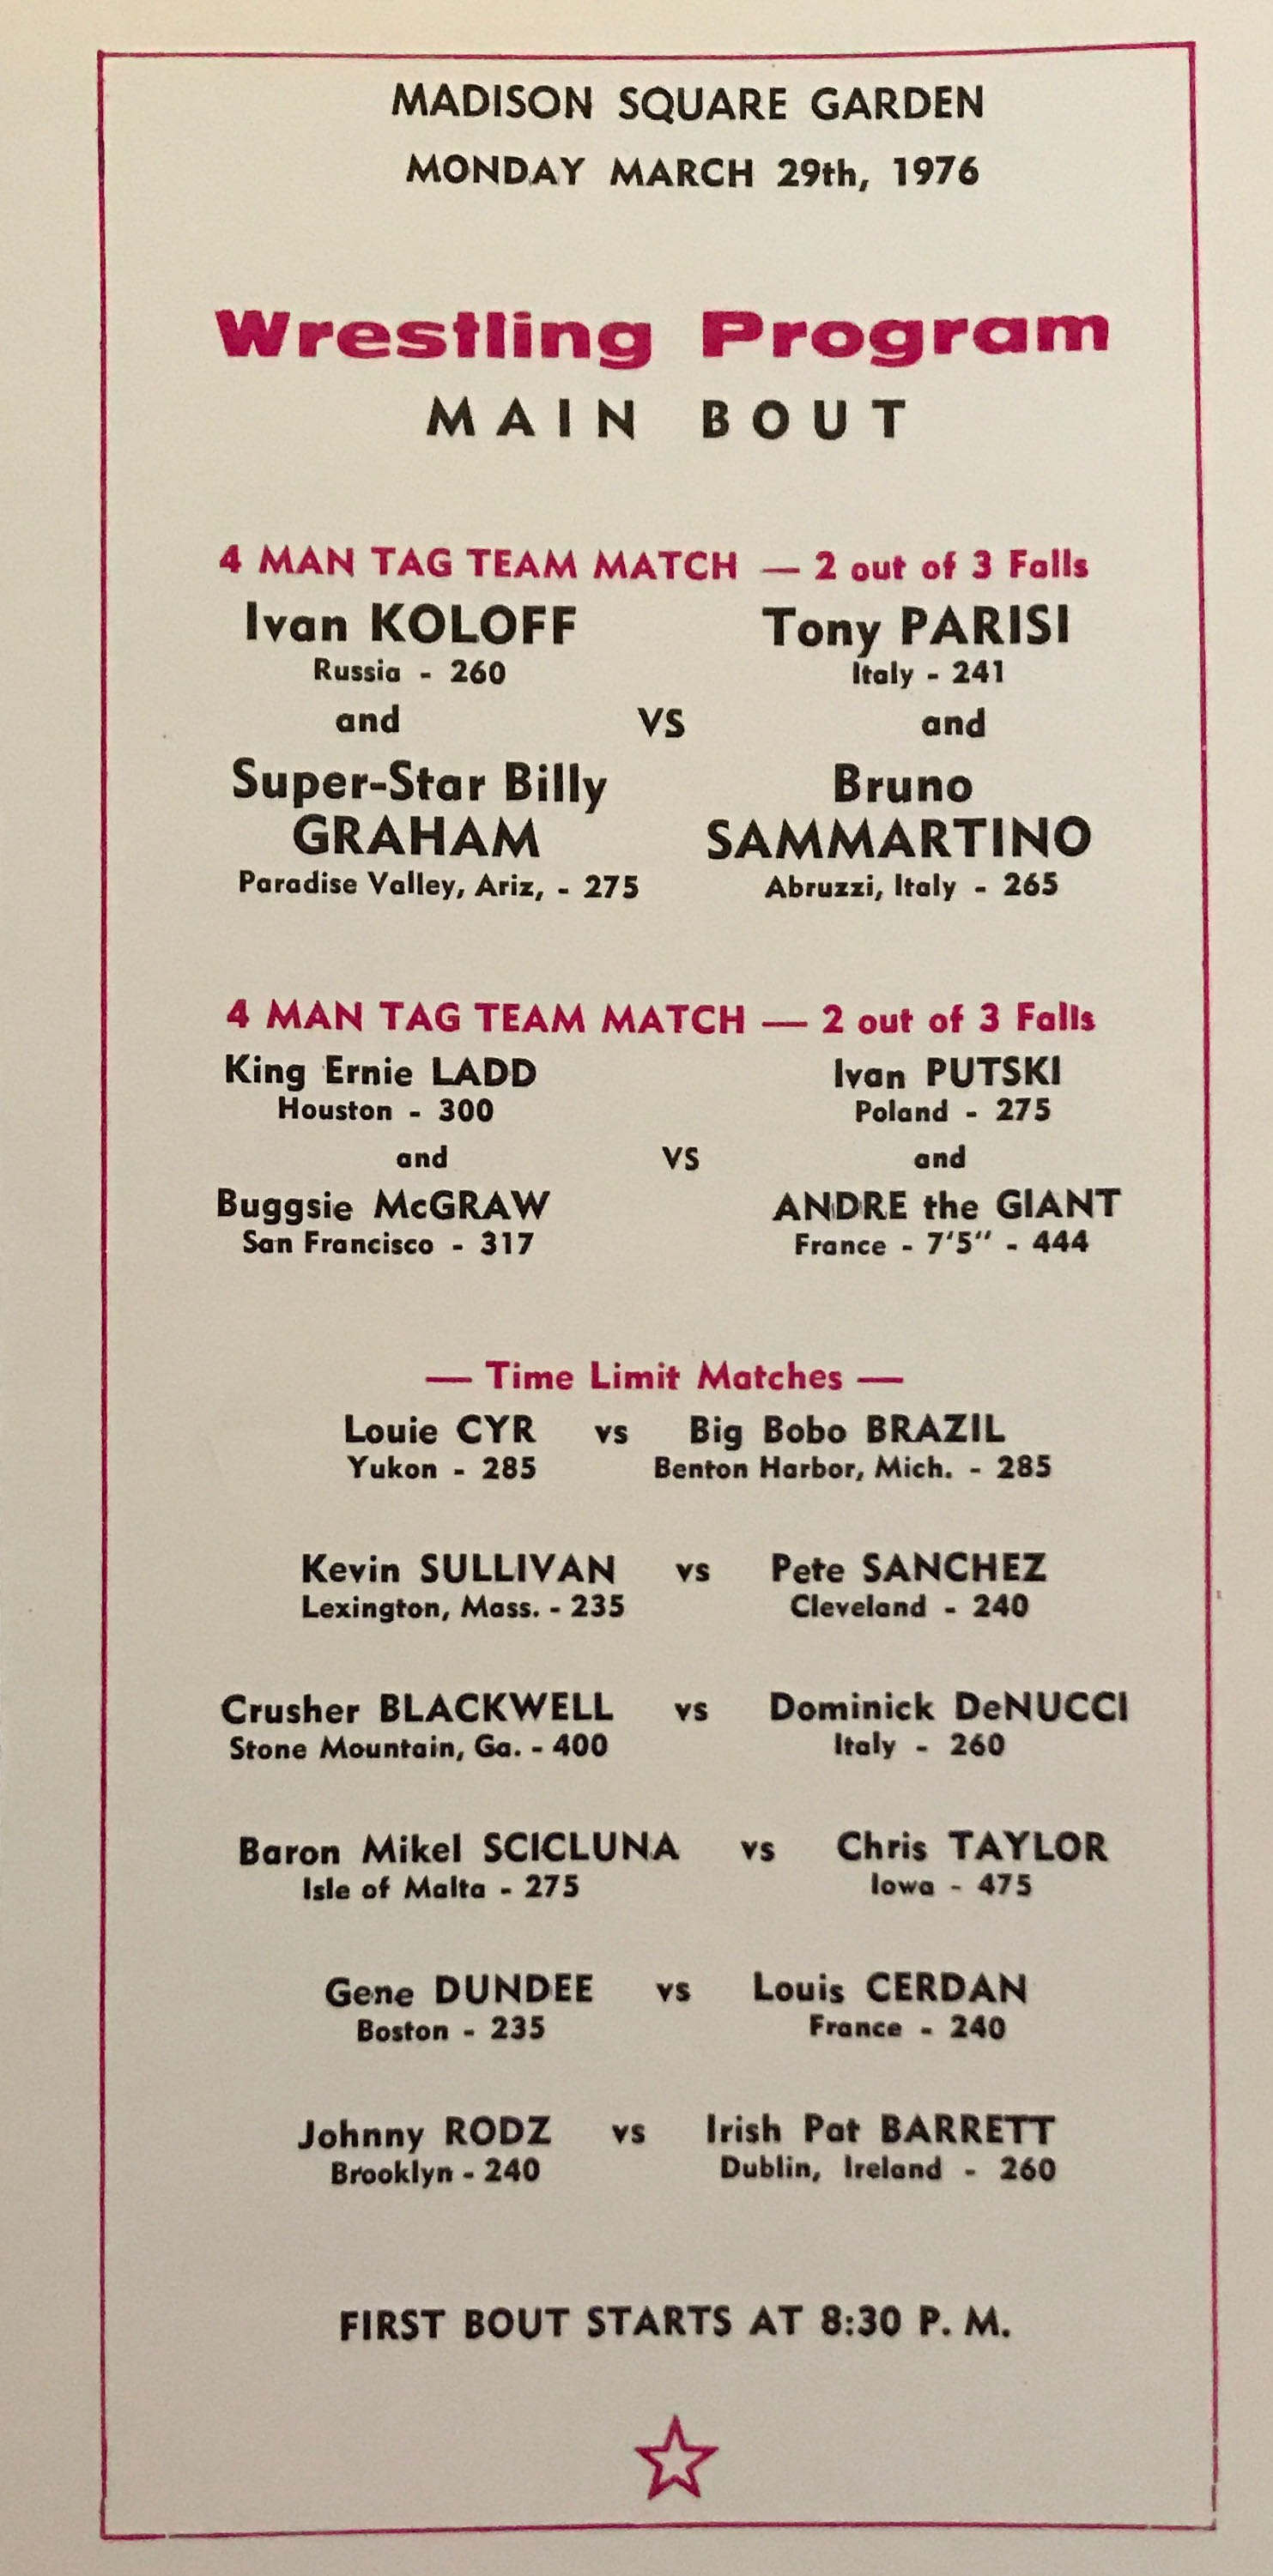 MADISON SQUARE GARDEN
MONDAY MARCH 29th, 1976
Wrestling Program
MAIN BOUT
4 MAN TAG TEAM MATCH — 2 out of 3 Falls
Ivan KOLOFF Tony PARISI
Russia - 260 Italy - 241
and VS and
Super-Star Billy Bruno
GRAHAM SAMMARTINO
Paradise Valley, Ariz, - 275 Abruzzi, Italy - 265
4 MAN TAG TEAM MATCH — 2 out of 3 Falls
King Ernie LADD Ivan PUTSKI
Houston - 300 Poland - 275
and VS and
Buggsie McGRAW ANDRE the GIANT
San Francisco - 317 France - 7'5" - 444
— Time Limit Matches —
Louie CYR vs Big Bobo BRAZIL
Yukon - 285 Benton Harbor, Mich. - 285
Kevin SULLIVAN vs Pete SANCHEZ
Lexington, Mass. - 235 Cleveland - 240
Crusher BLACKWELL vs Dominick DeNUCCI
Stone Mountain, Ga. - 400 Italy - 260
Baron Mikel SCICLUNA vs Chris TAYLOR
Isle of Malta - 275 Iowa - 475
Gene DUNDEE vs Louis CERDAN
Boston - 235 France - 240
Johnny RODZ vs Irish Pat BARRETT
Brooklyn - 240 Dublin, Ireland - 260
FIRST BOUT STARTS AT 8:30 P. M.